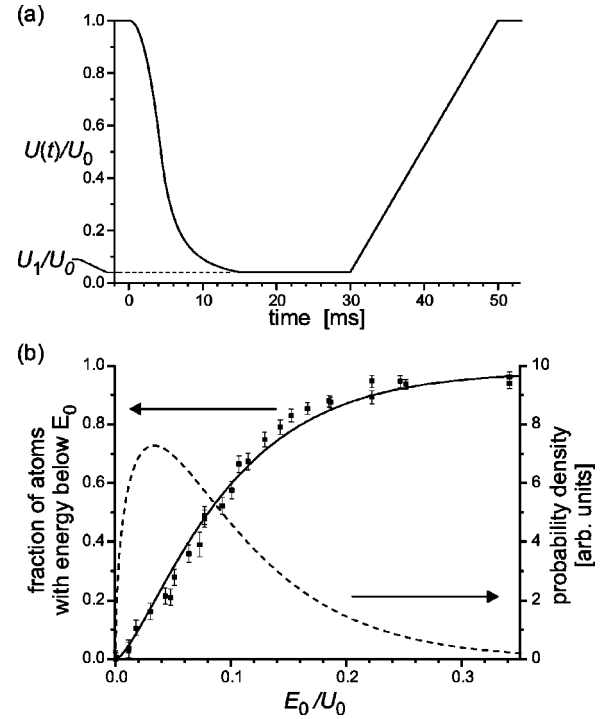 (a)
1.0
0.8
0.6
U(t)/U0
0.4
0.2
U1/U0
0.0
0 10 20 30 40 50
time [ms]
(b)
1.0 10
0.8 8
0.6 6
0.4 4
0.2 2
0.0 0
fraction of atoms
with energy below E0
probability density
[arb. units]
0.0 0.1 0.2 0.3
E0/U0